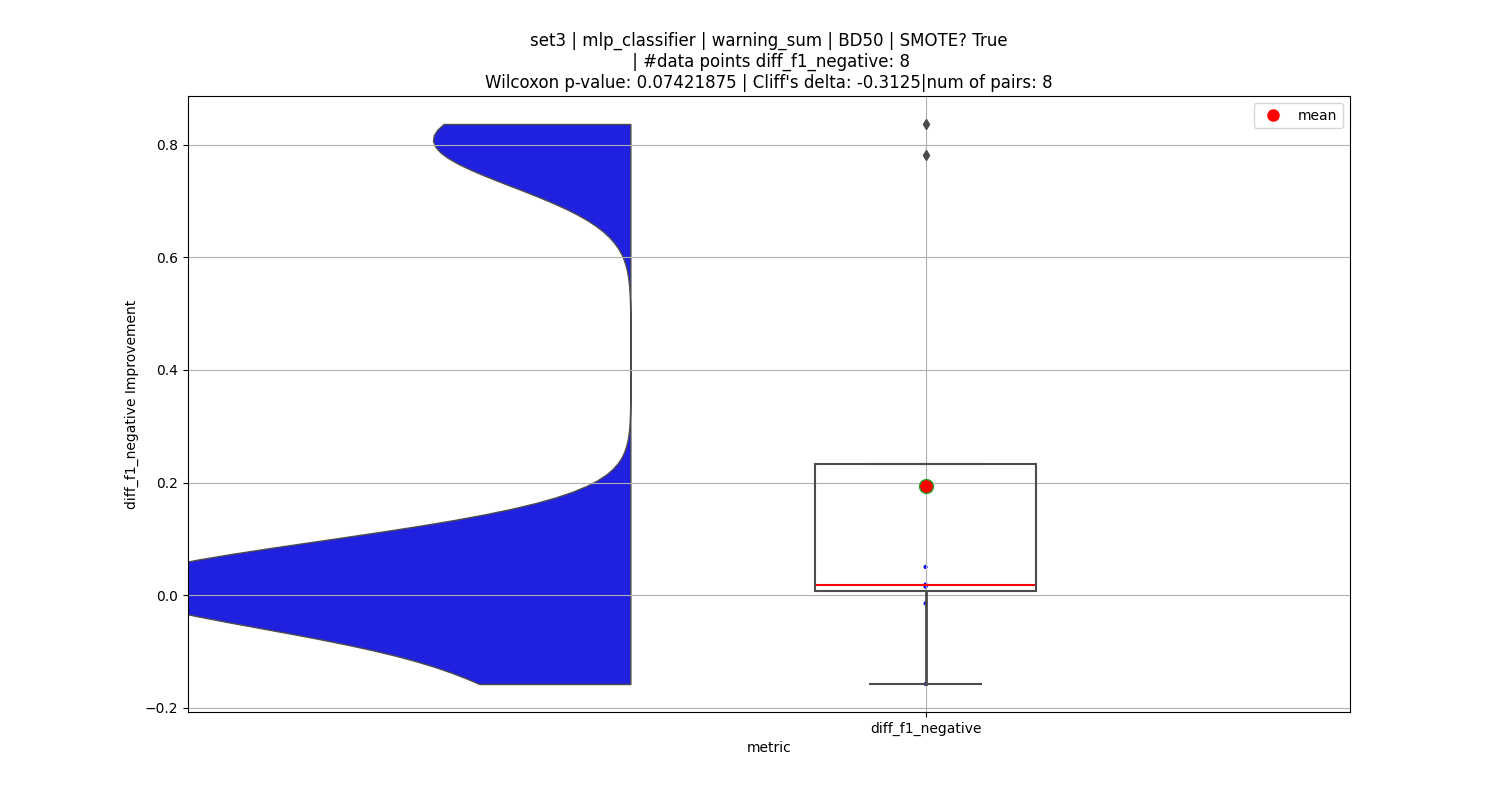 set3 | mlp_classifier | warning_sum | BD50 | SMOTE? True
| #data points diff_f1_negative: 8
Wilcoxon p-value: 0.07421875 | Cliff's delta: -0.3125|num of pairs: 8
mean
0.8
0.6
0.4
0.2
0.0
−0.2
diff_f1_negative Improvement
diff_f1_negative
metric